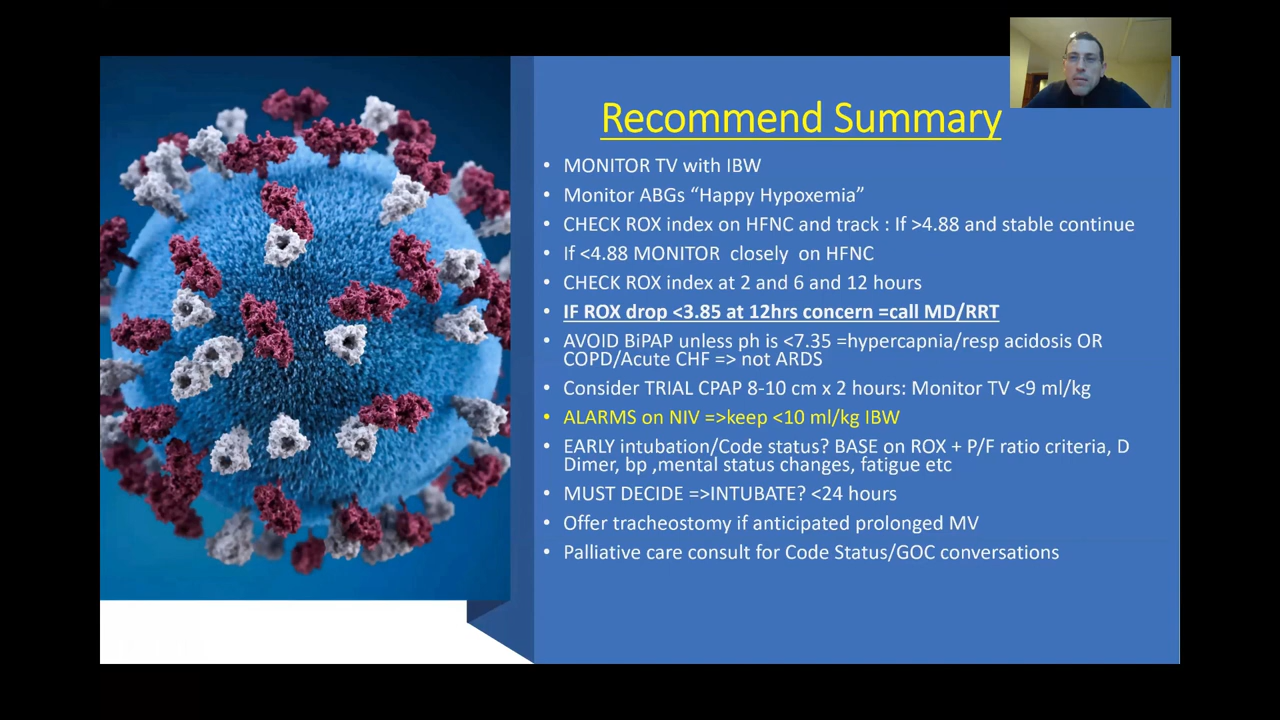 Recommend Summary
• MONITOR TV with IBW
• Monitor ABGs “Happy Hypoxemia”
• CHECK ROX index on HFNC and track : If >4.88 and stable continue
• If <4.88 MONITOR  closely  on HFNC
• CHECK ROX index at 2 and 6 and 12 hours
• IF ROX drop <3.85 at 12hrs concern =call MD/RRT
• AVOID BiPAP unless ph is <7.35 =hypercapnia/resp acidosis OR
COPD/Acute CHF => not ARDS
• Consider TRIAL CPAP 8-10 cm x 2 hours: Monitor TV <9 ml/kg
• ALARMS on NIV =>keep <10 ml/kg IBW
• EARLY intubation/Code status? BASE on ROX + P/F ratio criteria, D
Dimer, bp ,mental status changes, fatigue etc
• MUST DECIDE =>INTUBATE? <24 hours
• Offer tracheostomy if anticipated prolonged MV
• Palliative care consult for Code Status/GOC conversations